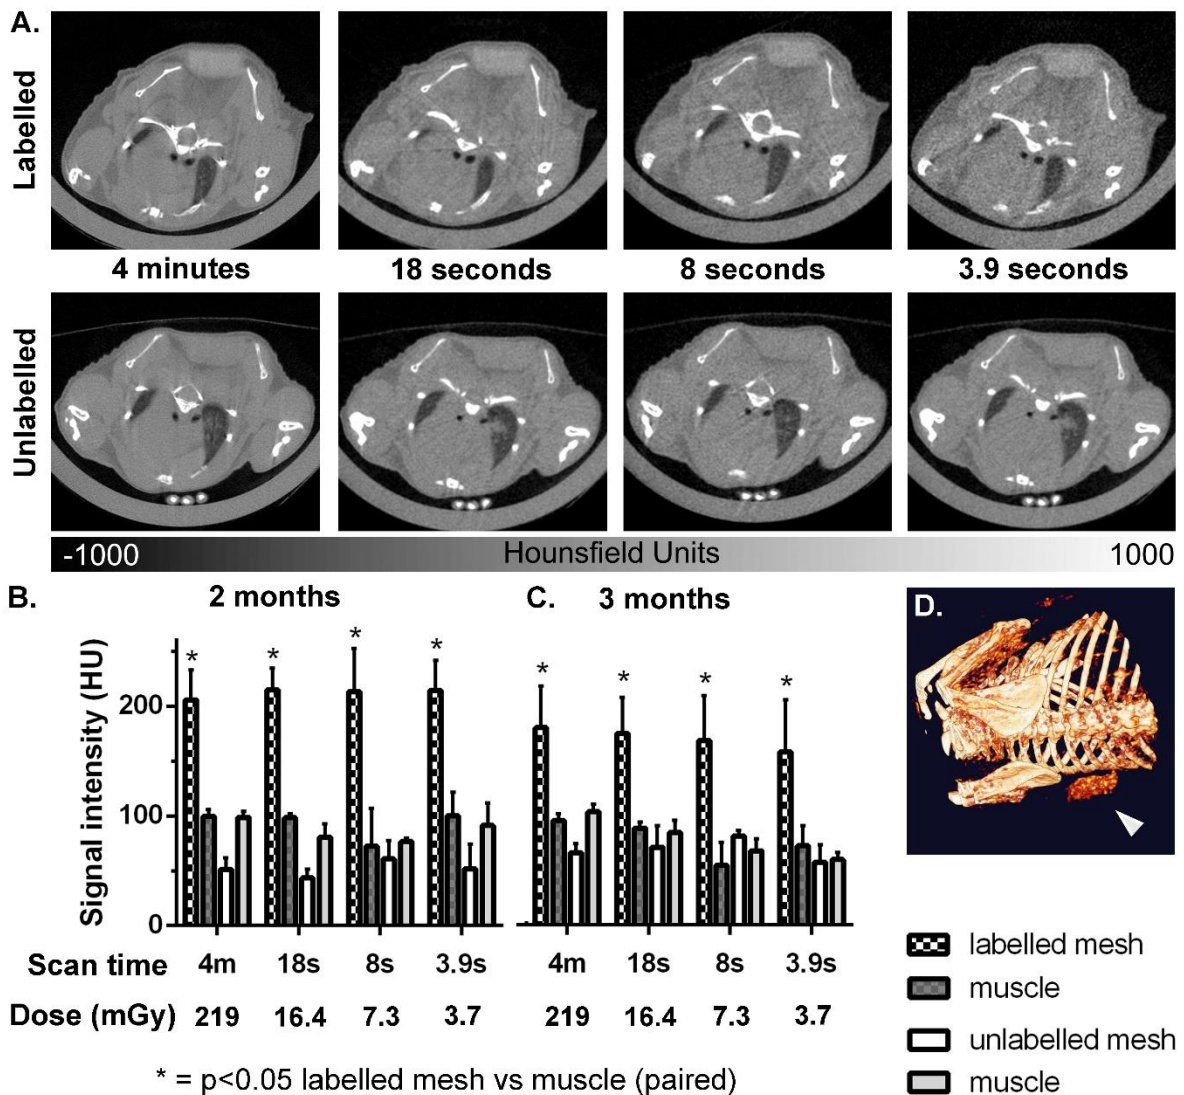 A.
Labelled
4 minutes 18 seconds 8 seconds 3.9 seconds
Unlabelled
-1000 Hounsfield Units 1000
B. 2 months
C. 3 months
D.
Signal intensity (HU)
200
100
0
Scan time 4m 18s 8s 3.9s 4m 18s 8s 3.9s
Dose (mGy) 219 16.4 7.3 3.7 219 16.4 7.3 3.7
* * * * * * * *
* = p<0.05 labelled mesh vs muscle (paired)
labelled mesh
muscle
unlabelled mesh
muscle